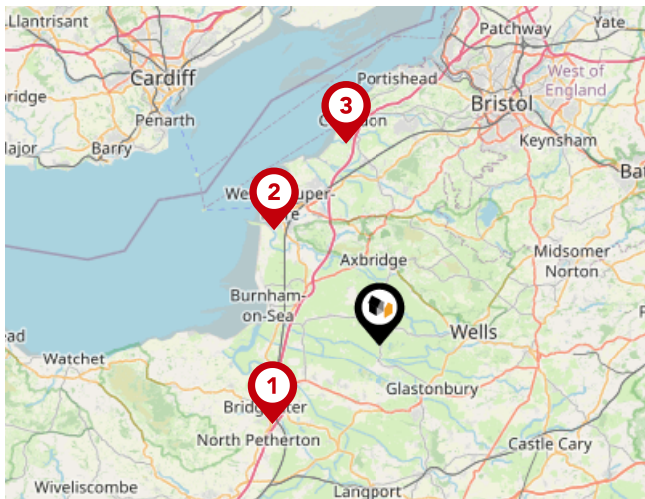 Llantrisant
Patchway
Yate
Cardiff
Portishead
West of
England
Bristol
Penarth
3
Barry
Keynsham
2
Axbridge
Midsomer
Norton
Burnham-
on-Sea
Wells
Watchet
1
Glastonbury
North Petherton
Castle Cary
Wiveliscombe
Langport